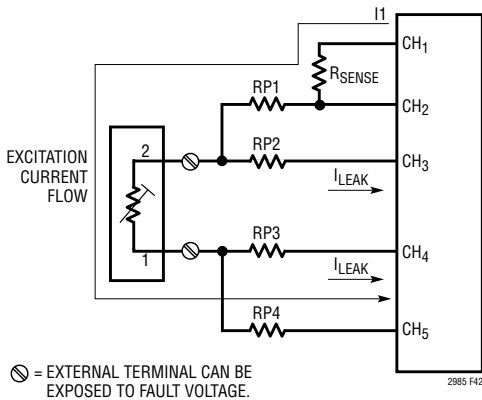 I1
CH1
RSENSE
RP1
CH2
RP2
CH3
EXCITATION
CURRENT
FLOW
2
ILEAK
RP3
1
CH4
ILEAK
RP4
CH5
= EXTERNAL TERMINAL CAN BE
EXPOSED TO FAULT VOLTAGE.
2985 F42